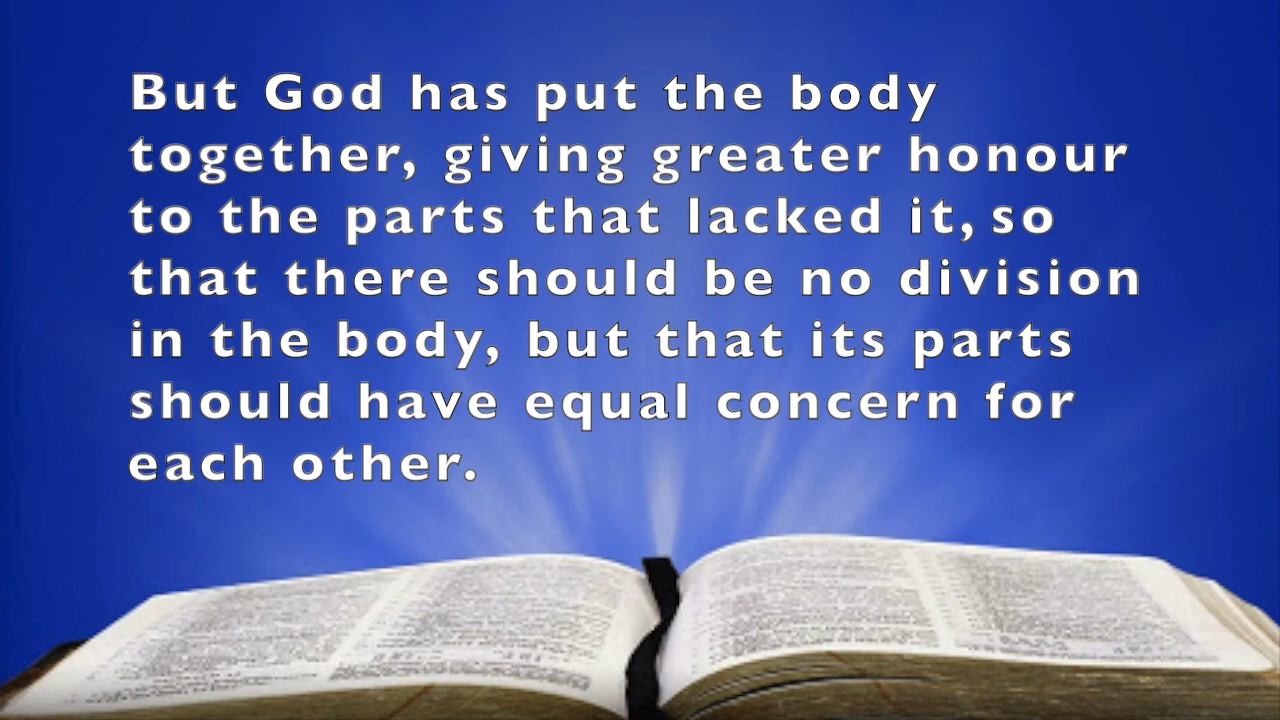 But God has put the body
together, giving greater honour
to the parts that lacked it, so
that there should be no division
in the body, but that its parts
should have equal concern for
each other.